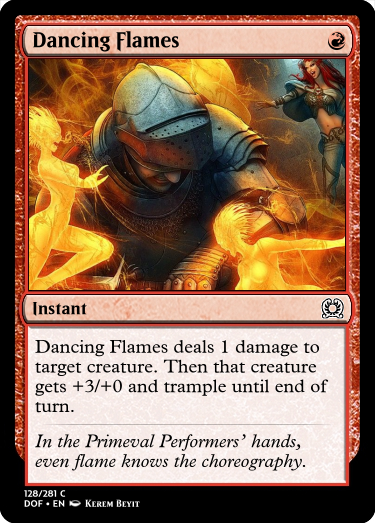 Dancing Flames
Instant
Dancing Flames deals 1 damage to
target creature. Then that creature
gets +3/+0 and trample until end of
turn.
In the Primeval Performers' hands,
even flame knows the choreography.
128/281 C
DOF • EN Kerem Beyit